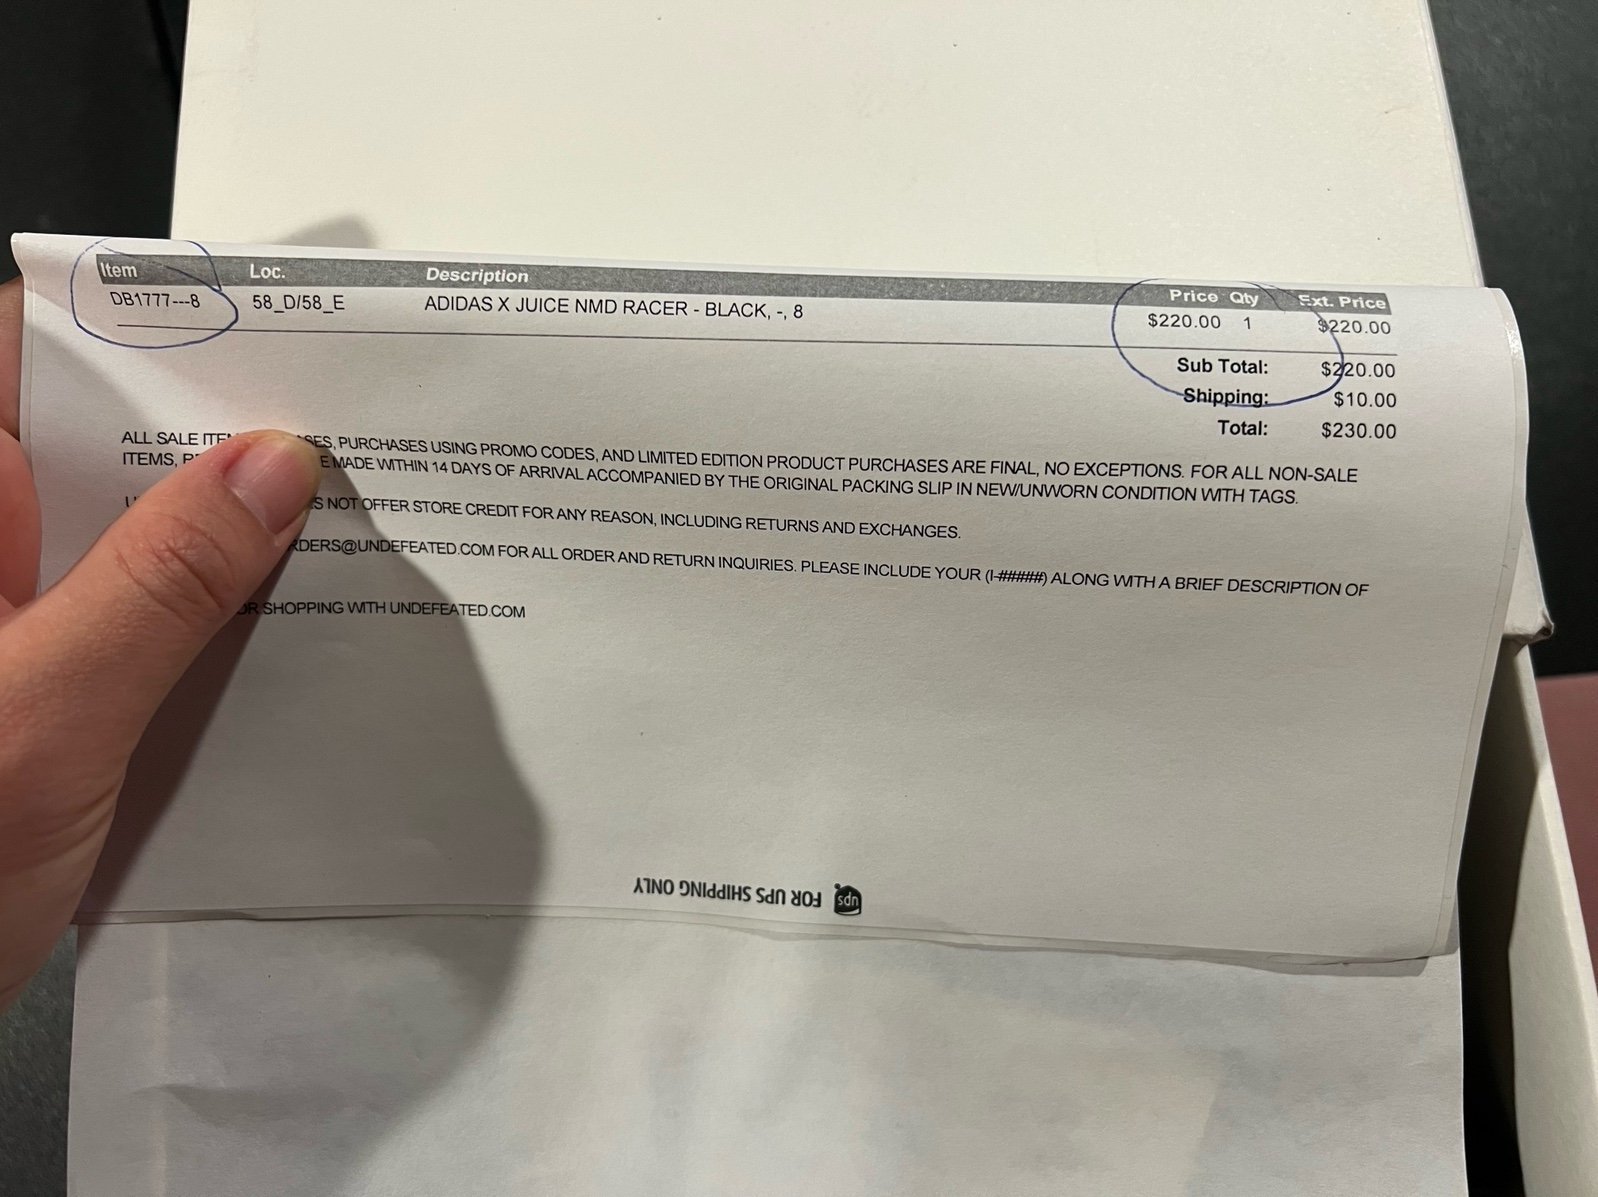 Item Loc. Description Price Qty Ext. Price
DB1777---8 58_D/58_E ADIDAS X JUICE NMD RACER - BLACK, -, 8 $220.00 1 $220.00
Sub Total: $220.00
Shipping: $10.00
Total: $230.00
ALL SALE PURCHASES USING PROMO CODES, AND LIMITED EDITION PRODUCT PURCHASES ARE FINAL, NO EXCEPTIONS. FOR ALL NON-SALE
ITEMS, MADE WITHIN 14 DAYS OF ARRIVAL ACCOMPANIED BY THE ORIGINAL PACKING SLIP IN NEW/UNWORN CONDITION WITH TAGS.
NOT OFFER STORE CREDIT FOR ANY REASON, INCLUDING RETURNS AND EXCHANGES.
RDERS@UNDEFEATED.COM FOR ALL ORDER AND RETURN INQUIRIES. PLEASE INCLUDE YOUR (I-#####) ALONG WITH A BRIEF DESCRIPTION OF
OR SHOPPING WITH UNDEFEATED.COM
ups FOR UPS SHIPPING ONLY